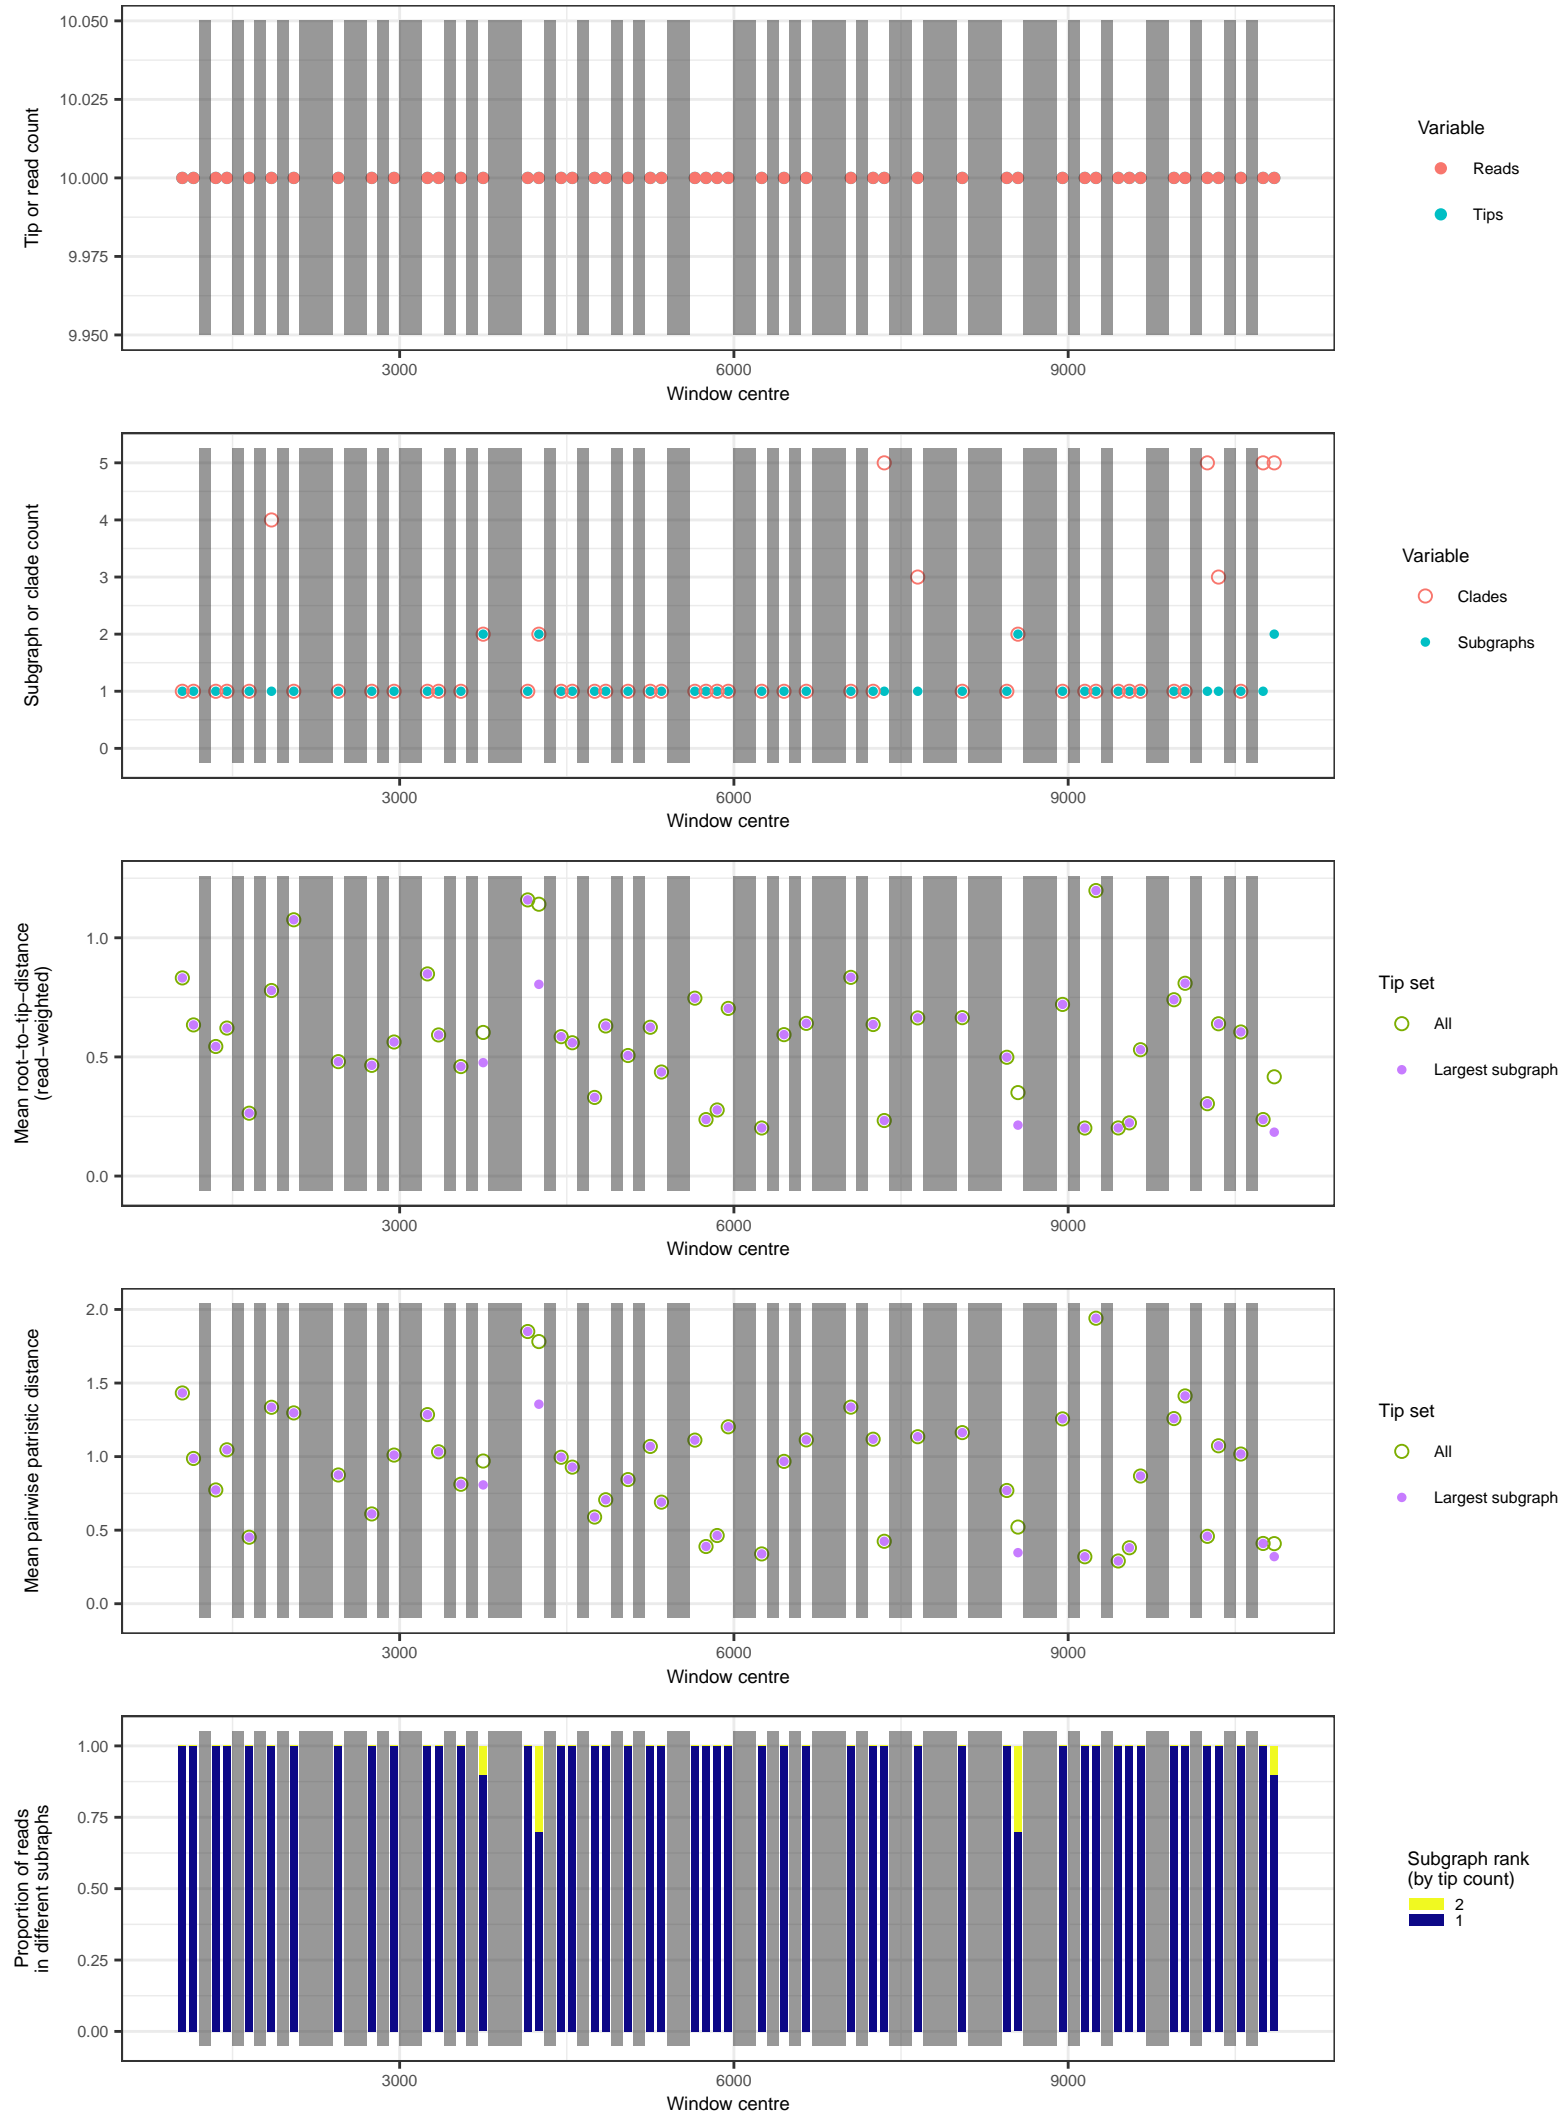 10.050
10.025
10.000
9.975
9.950
Tip or read count
3000
6000
9000
Window centre
Variable
Reads
Tips
5
4
3
2
1
0
Subgraph or clade count
3000
6000
9000
Window centre
Variable
Clades
Subgraphs
1.0
0.5
0.0
Mean root−to−tip−distance
(read−weighted)
3000
6000
9000
Window centre
Tip set
All
Largest subgraph
2.0
1.5
1.0
0.5
0.0
Mean pairwise patristic distance
3000
6000
9000
Window centre
Tip set
All
Largest subgraph
1.00
0.75
0.50
0.25
0.00
Proportion of reads
in different subraphs
3000
6000
9000
Window centre
Subgraph rank
(by tip count)
2
1